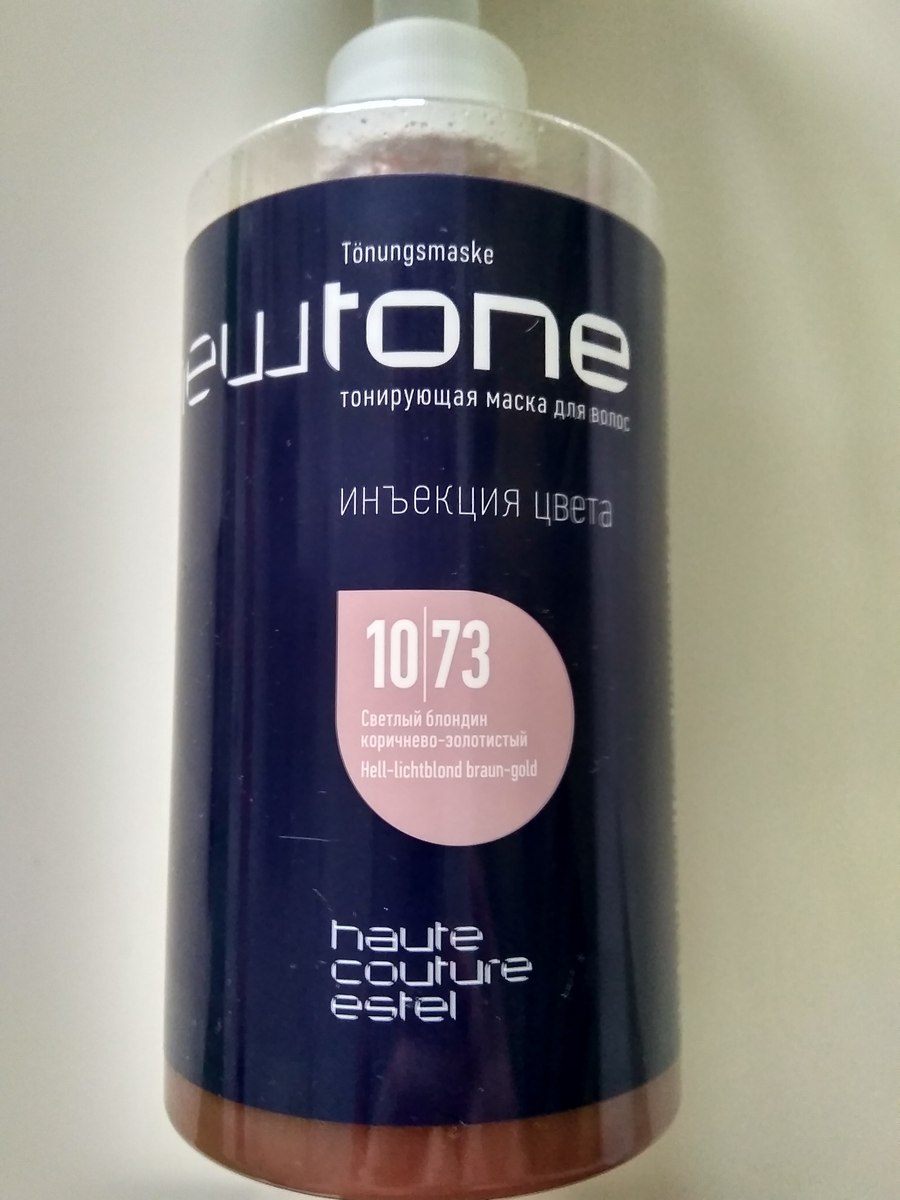 Tönungsmaske
ewtone
тонирующая маска для волос
инъекция цвета
10|73
Светлый блондин
коричнево-золотистый
Hell-lichtblond braun-gold
haute
couture
estel